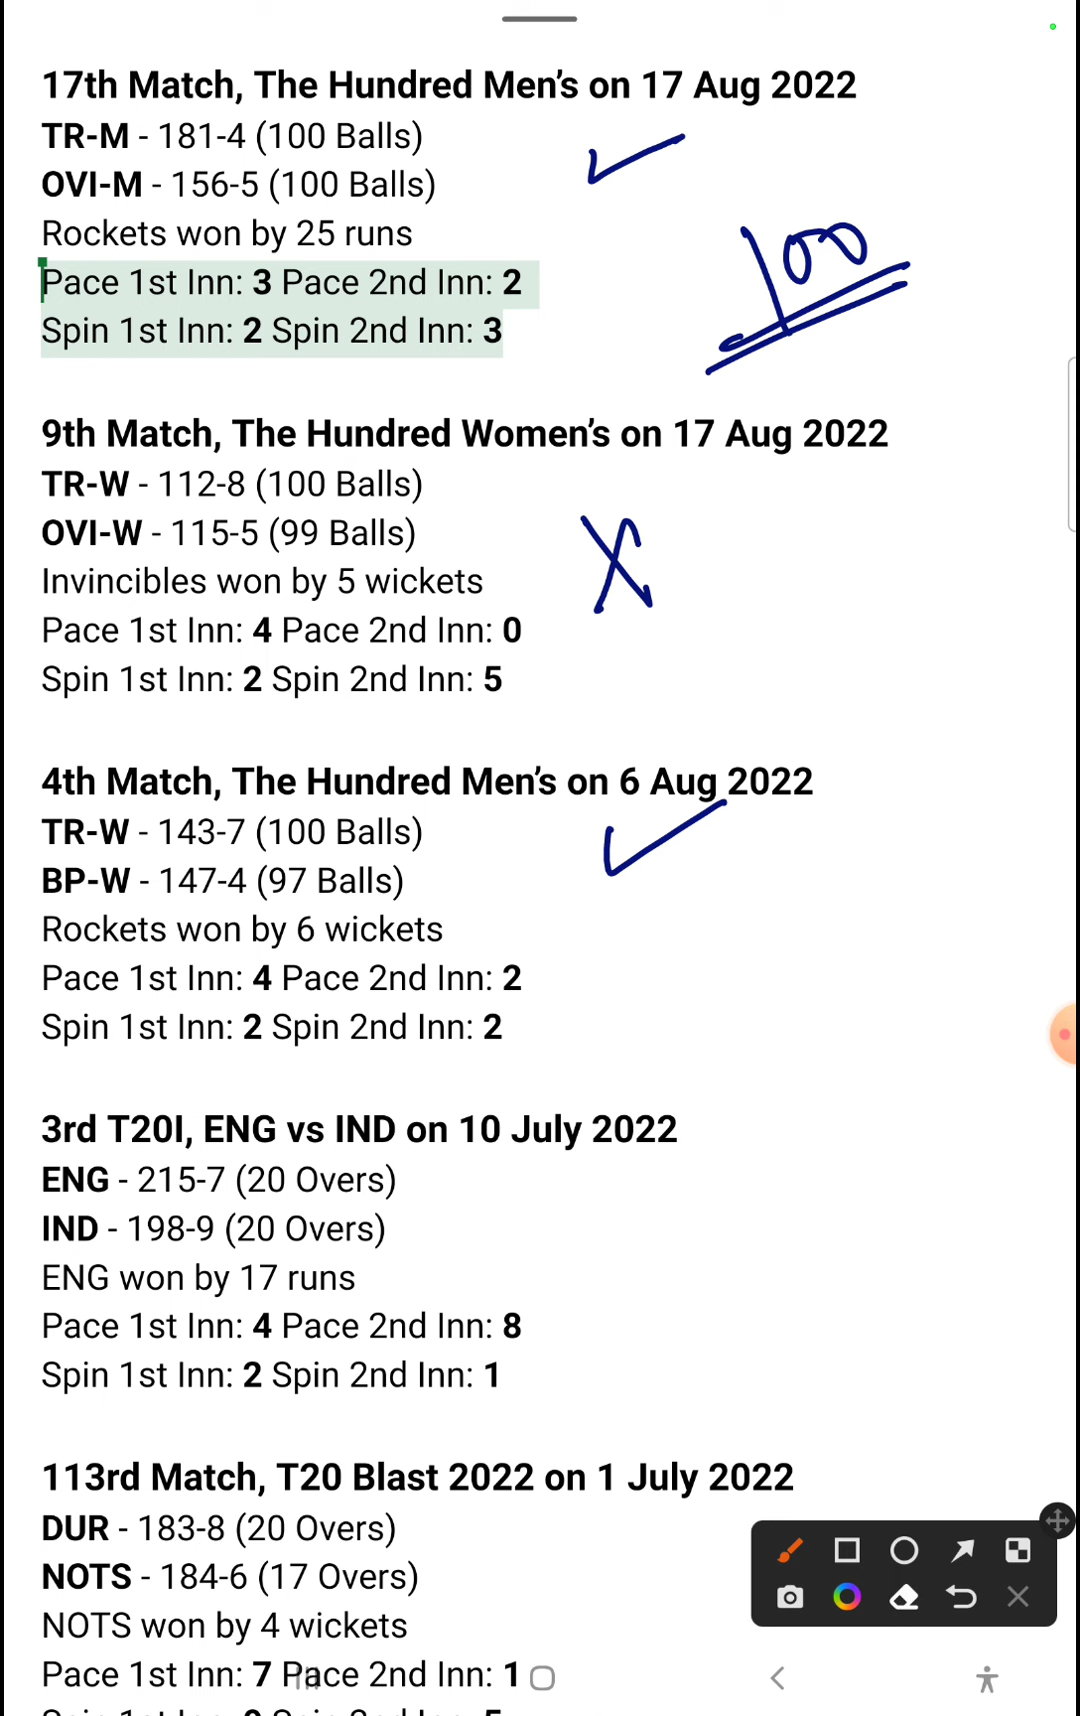 17th Match, The Hundred Men's on 17 Aug 2022
TR-M - 181-4 (100 Balls)
OVI-M - 156-5 (100 Balls)
Rockets won by 25 runs
Pace 1st Inn: 3 Pace 2nd Inn: 2
Spin 1st Inn: 2 Spin 2nd Inn: 3
100
9th Match, The Hundred Women's on 17 Aug 2022
TR-W - 112-8 (100 Balls)
OVI-W - 115-5 (99 Balls)
Invincibles won by 5 wickets
Pace 1st Inn: 4 Pace 2nd Inn: 0
Spin 1st Inn: 2 Spin 2nd Inn: 5
4th Match, The Hundred Men's on 6 Aug 2022
TR-W - 143-7 (100 Balls)
BP-W - 147-4 (97 Balls)
Rockets won by 6 wickets
Pace 1st Inn: 4 Pace 2nd Inn: 2
Spin 1st Inn: 2 Spin 2nd Inn: 2
3rd T20I, ENG vs IND on 10 July 2022
ENG - 215-7 (20 Overs)
IND - 198-9 (20 Overs)
ENG won by 17 runs
Pace 1st Inn: 4 Pace 2nd Inn: 8
Spin 1st Inn: 2 Spin 2nd Inn: 1
113rd Match, T20 Blast 2022 on 1 July 2022
DUR - 183-8 (20 Overs)
NOTS - 184-6 (17 Overs)
NOTS won by 4 wickets
Pace 1st Inn: 7 Pace 2nd Inn: 1